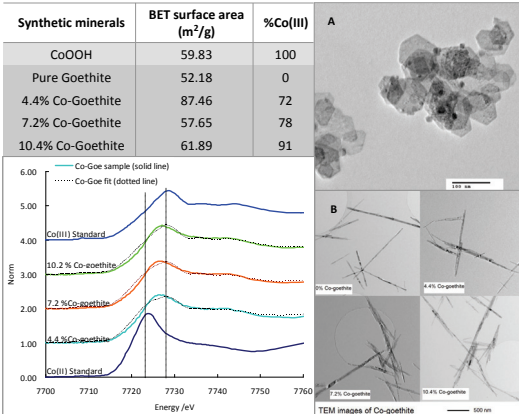 Synthetic minerals BET surface area (m²/g) %Co(III)
CoOOH 59.83 100
Pure Goethite 52.18 0
4.4% Co-Goethite 87.46 72
7.2% Co-Goethite 57.65 78
10.4% Co-Goethite 61.89 91
6.00
5.00
4.00
3.00
2.00
1.00
0.00
Norm
Co-Goe sample (solid line)
Co-Goe fit (dotted line)
Co(III) Standard
10.2 % Co-goethite
7.2 %Co-goethite
4.4 %Co-goethite
Co(II) Standard
7700 7710 7720 7730 7740 7750 7760
Energy /eV
A
100 nm
B
0% Co-goethite
4.4% Co-goethite
7.2% Co-goethite
10.4% Co-goethite
TEM images of Co-goethite 500 nm